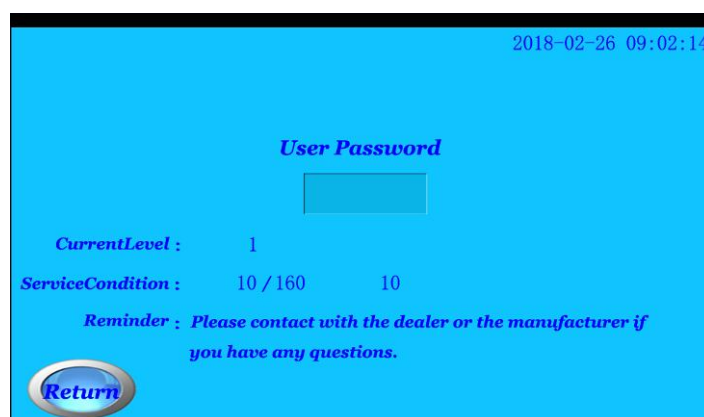 2018-02-26 09:02:14
User Password
CurrentLevel : 1
ServiceCondition : 10 / 160 10
Reminder : Please contact with the dealer or the manufacturer if
you have any questions.
Return